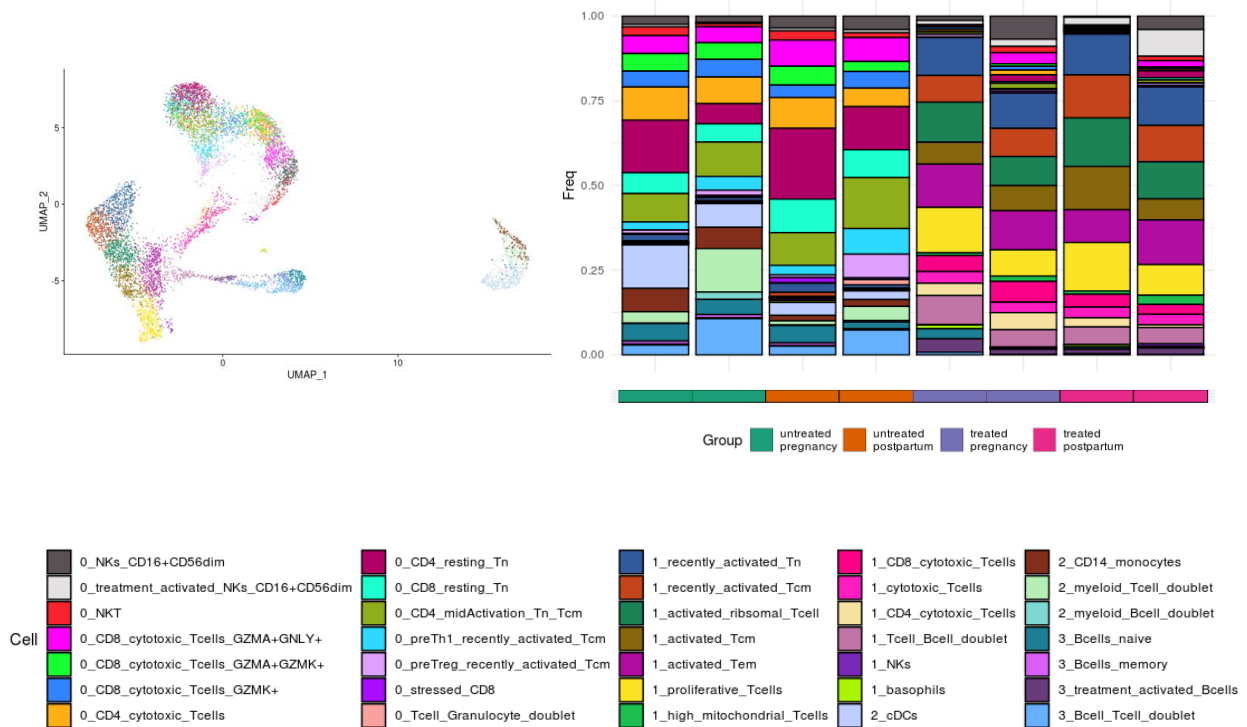 1.00
0.75
0.50
0.25
0.00
Freq
5
0
-5
UMAP_2
0
10
UMAP_1
Group
untreated pregnancy
untreated postpartum
treated pregnancy
treated postpartum
Cell
0_NKs_CD16+CD56dim
0_treatment_activated_NKs_CD16+CD56dim
0_NKT
0_CD8_cytotoxic_Tcells_GZMA+GNLY+
0_CD8_cytotoxic_Tcells_GZMA+GZMK+
0_CD8_cytotoxic_Tcells_GZMK+
0_CD4_cytotoxic_Tcells
0_CD4_resting_Tn
0_CD8_resting_Tn
0_CD4_midActivation_Tn_Tcm
0_preTh1_recently_activated_Tcm
0_preTreg_recently_activated_Tcm
0_stressed_CD8
0_Tcell_Granulocyte_doublet
1_recently_activated_Tn
1_recently_activated_Tcm
1_activated_ribsomal_Tcell
1_activated_Tcm
1_activated_Tem
1_proliferative_Tcells
1_high_mitochondrial_Tcells
1_CD8_cytotoxic_Tcells
1_cytotoxic_Tcells
1_CD4_cytotoxic_Tcells
1_Tcell_Bcell_doublet
1_NKs
1_basophils
2_cDCs
2_CD14_monocytes
2_myeloid_Tcell_doublet
2_myeloid_Bcell_doublet
3_Bcells_naive
3_Bcells_memory
3_treatment_activated_Bcells
3_Bcell_Tcell_doublet